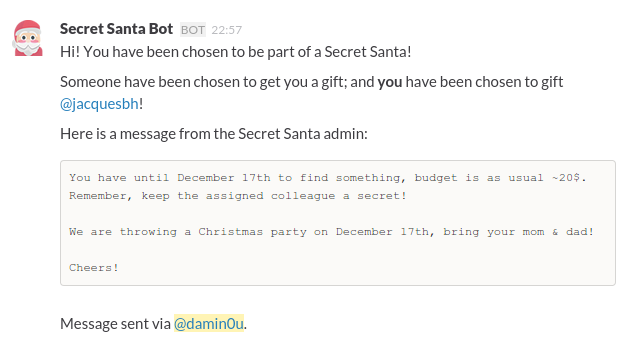 Secret Santa Bot BOT 22:57
Hi! You have been chosen to be part of a Secret Santa!
Someone have been chosen to get you a gift; and you have been chosen to gift
@jacquesbh!
Here is a message from the Secret Santa admin:
You have until December 17th to find something, budget is as usual ~20$.
Remember, keep the assigned colleague a secret!
We are throwing a Christmas party on December 17th, bring your mom & dad!
Cheers!
Message sent via @damin0u.